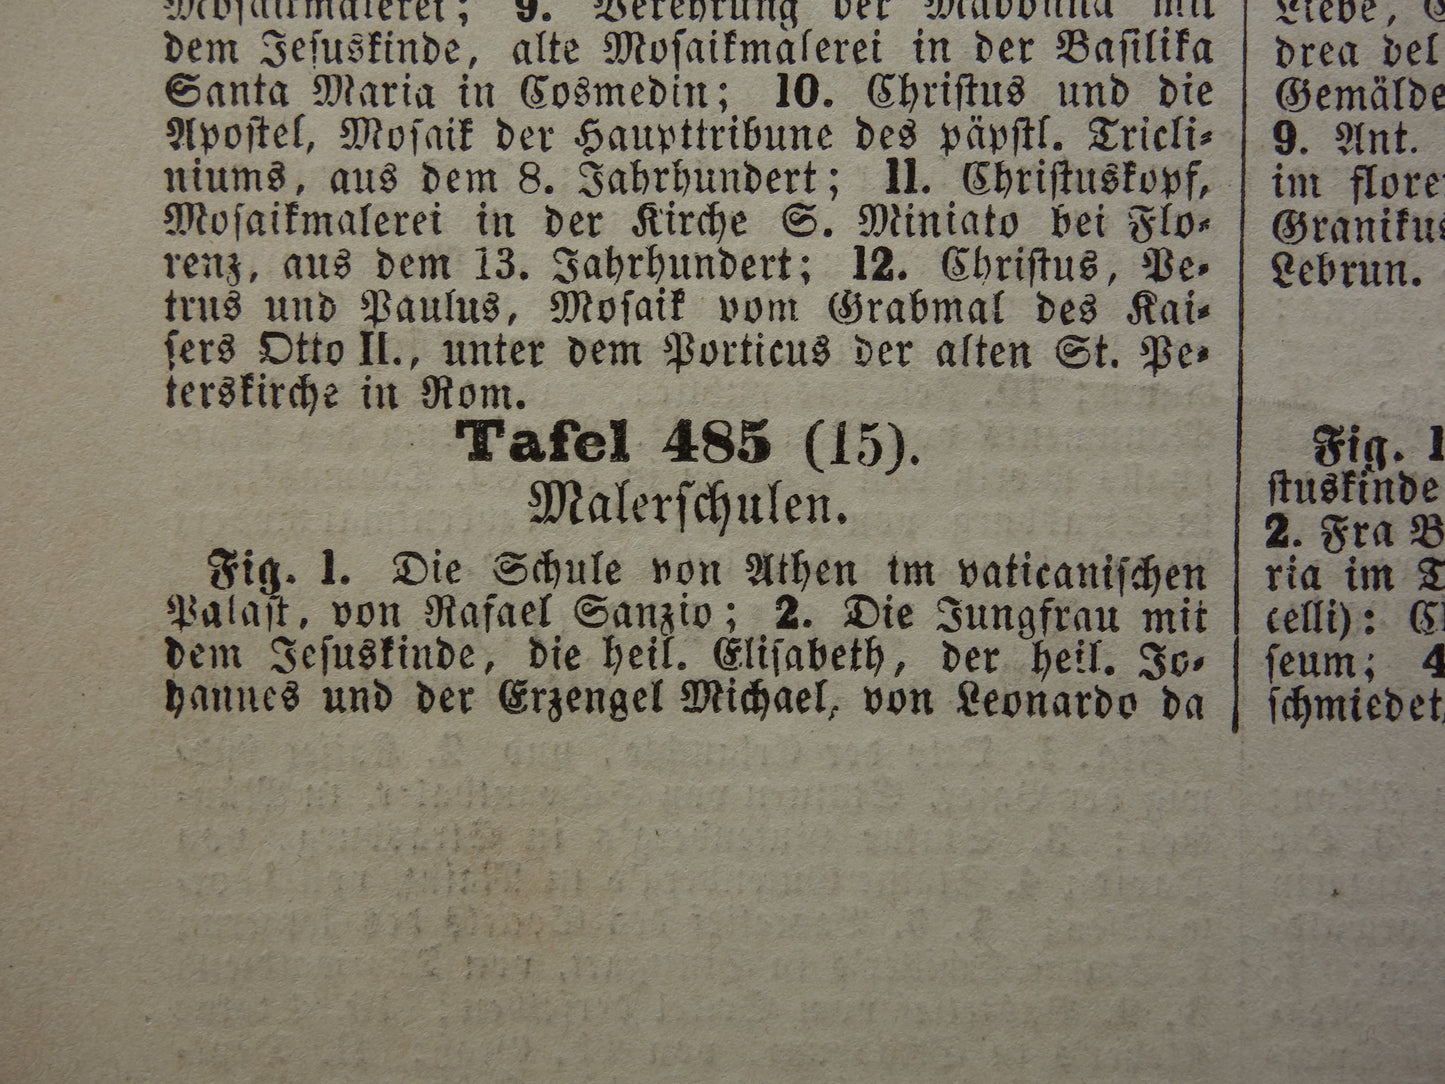 Mosaikmalerei; 9. Verehrung der Madonna mit
dem Jesuskinde, alte Mosaikmalerei in der Basilika
Santa Maria in Cosmedin; 10. Christus und die
Apostel, Mosaik der Haupttribune des päpstl. Tricli-
niums, aus dem 8. Jahrhundert; 11. Christuskopf,
Mosaikmalerei in der Kirche S. Miniato bei Flo-
renz, aus dem 13. Jahrhundert; 12. Christus, Pe-
trus und Paulus, Mosaik vom Grabmal des Kai-
sers Otto II., unter dem Porticus der alten St. Pe-
terskirche in Rom.
Tafel 485 (15).
Malerschulen.
Fig. 1. Die Schule von Athen im vaticanischen
Palast, von Rafael Sanzio; 2. Die Jungfrau mit
dem Jesuskinde, die heil. Elisabeth, der heil. Jo-
hannes und der Erzengel Michael, von Leonardo da
Liebe,
drea del
Gemälde
9. Ant.
im flore
Granikus
Lebrun.
Fig. 1
stuskinde
2. Fra B
ria im T
celli): C
seum; 4
schmiedet,